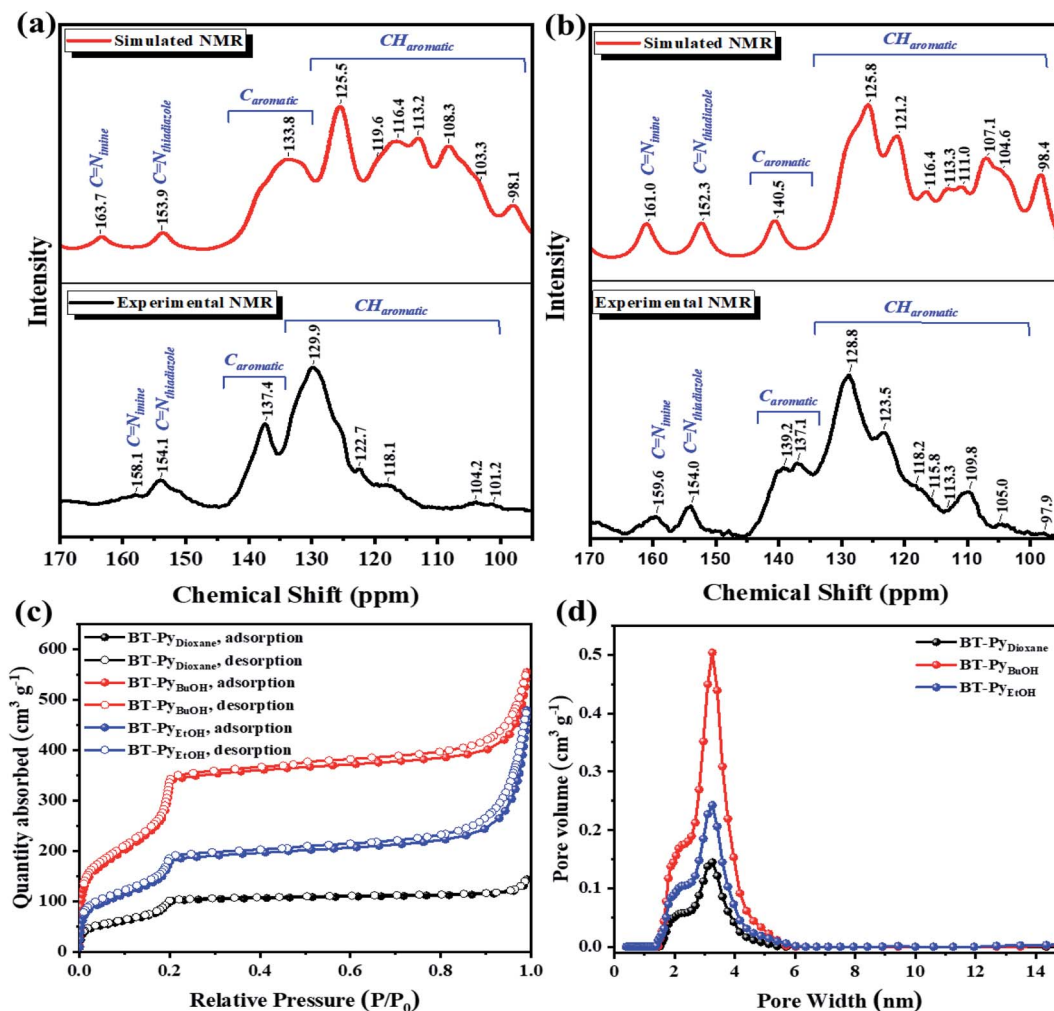 (a)
Simulated NMR
CH aromatic
C aromatic
C=N imine
C=N thiadiazole
163.7
153.9
133.8
125.5
119.6
116.4
113.2
108.3
103.3
98.1
Experimental NMR
CH aromatic
C aromatic
C=N imine
C=N thiadiazole
158.1
154.1
137.4
129.9
122.7
118.1
104.2
101.2
Intensity
170 160 150 140 130 120 110 100
Chemical Shift (ppm)
(b)
Simulated NMR
CH aromatic
C aromatic
C=N imine
C=N thiadiazole
161.0
152.3
140.5
125.8
121.2
116.4
113.3
111.0
107.1
104.6
98.4
Experimental NMR
CH aromatic
C aromatic
C=N imine
C=N thiadiazole
159.6
154.0
139.2
137.1
128.8
123.5
118.2
115.8
113.3
109.8
105.0
97.9
Intensity
170 160 150 140 130 120 110 100
Chemical Shift (ppm)
(c)
BT-Py Dioxane, adsorption
BT-Py Dioxane, desorption
BT-Py BuOH, adsorption
BT-Py BuOH, desorption
BT-Py EtOH, adsorption
BT-Py EtOH, desorption
600
500
400
300
200
100
0
Quantity absorbed (cm³ g⁻¹)
0.0 0.2 0.4 0.6 0.8 1.0
Relative Pressure (P/P₀)
(d)
BT-Py Dioxane
BT-Py BuOH
BT-Py EtOH
0.5
0.4
0.3
0.2
0.1
0.0
Pore volume (cm³ g⁻¹)
0 2 4 6 8 10 12 14
Pore Width (nm)